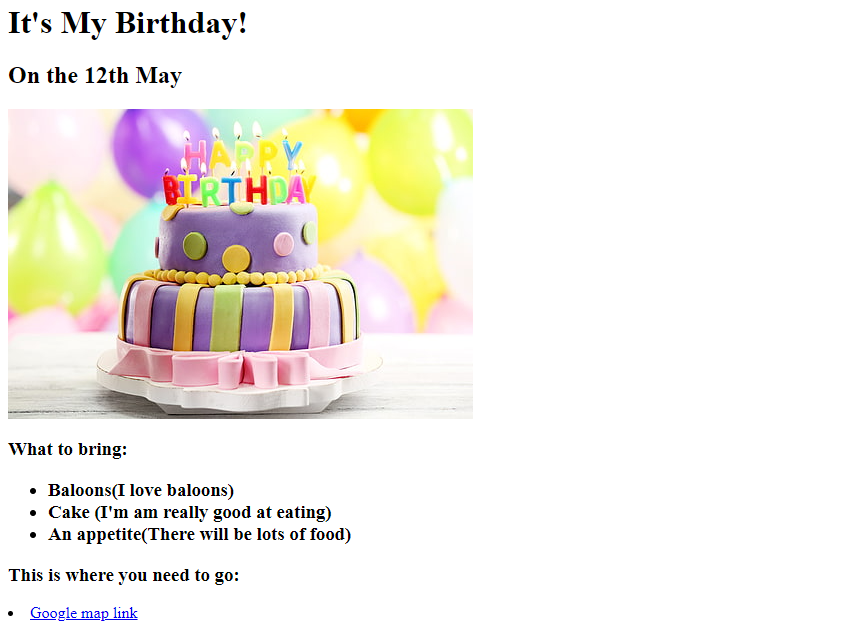 It's My Birthday!
On the 12th May
HAPPY
BIRTHDAY
What to bring:
Baloons(I love baloons)
Cake (I'm am really good at eating)
An appetite(There will be lots of food)
This is where you need to go:
Google map link